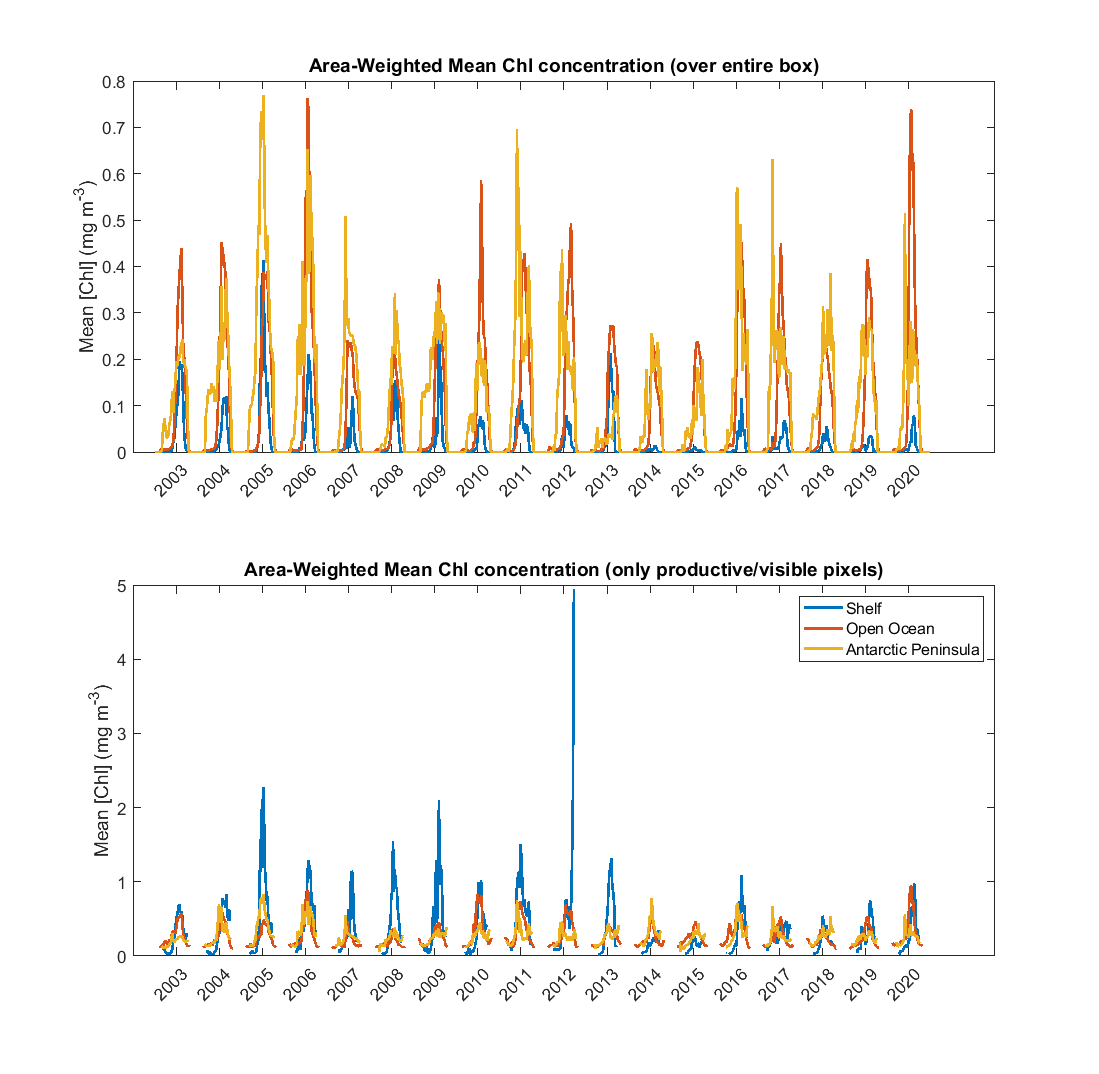 Area-Weighted Mean Chl concentration (over entire box)
Mean [Chl] (mg m-3)
0.8
0.7
0.6
0.5
0.4
0.3
0.2
0.1
0
2003 2004 2005 2006 2007 2008 2009 2010 2011 2012 2013 2014 2015 2016 2017 2018 2019 2020
Area-Weighted Mean Chl concentration (only productive/visible pixels)
Mean [Chl] (mg m-3)
5
4
3
2
1
0
Shelf
Open Ocean
Antarctic Peninsula
2003 2004 2005 2006 2007 2008 2009 2010 2011 2012 2013 2014 2015 2016 2017 2018 2019 2020